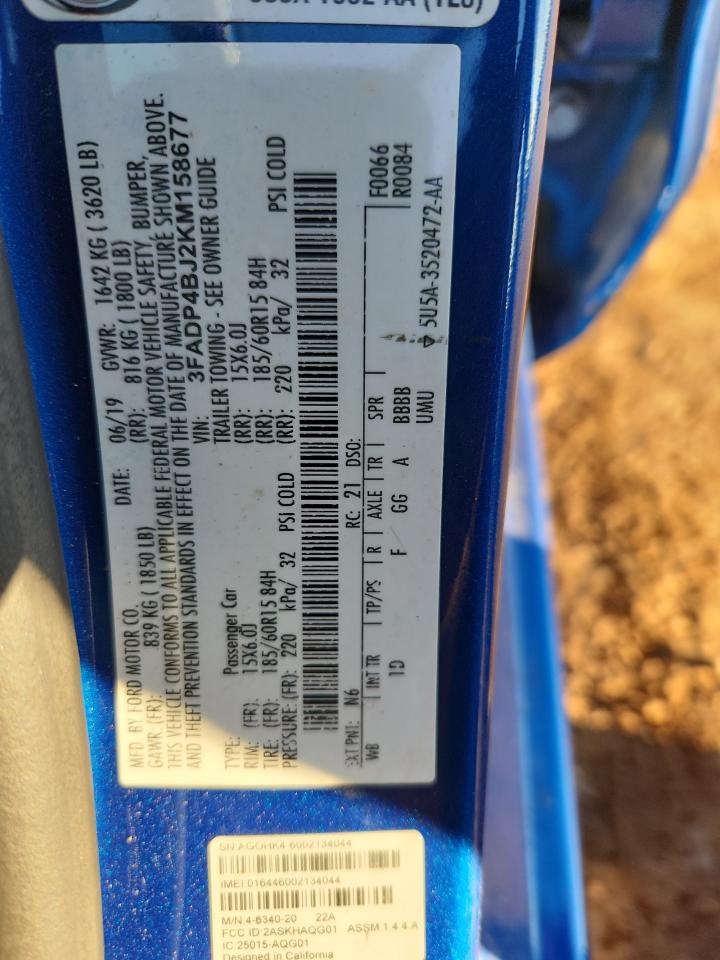 MFD. BY FORD MOTOR CO.
DATE: 06/19 GVWR: 1642 KG ( 3620 LB)
GAWR (FR): 839 KG ( 1850 LB) (RR): 816 KG ( 1800 LB)
THIS VEHICLE CONFORMS TO ALL APPLICABLE FEDERAL MOTOR VEHICLE SAFETY, BUMPER,
AND THEFT PREVENTION STANDARDS IN EFFECT ON THE DATE OF MANUFACTURE SHOWN ABOVE.
VIN: 3FADP4BJ2KM158677
TYPE: Passenger Car TRAILER TOWING - SEE OWNER GUIDE
RIM: (FR): 15X6.0J (RR): 15X6.0J
TIRE: (FR): 185/60R15 84H (RR): 185/60R15 84H
PRESSURE: (FR): 220 kPa/ 32 PSI COLD (RR): 220 kPa/ 32 PSI COLD
EXT PNT: N6 RC: 21 DSO: F0066
R0084
WB | INT TR | TP/PS | R | AXLE | TR | SPR |
1D F GG A BBBB
UMU
5U5A-3520472-AA
SN:AGOHK4-6002134044
IMEI:016446002134044
M/N:4-6340-20 22A
FCC ID:2ASKHAQG01 ASSM:1.4.4.A
IC:25015-AQG01
Designed in California